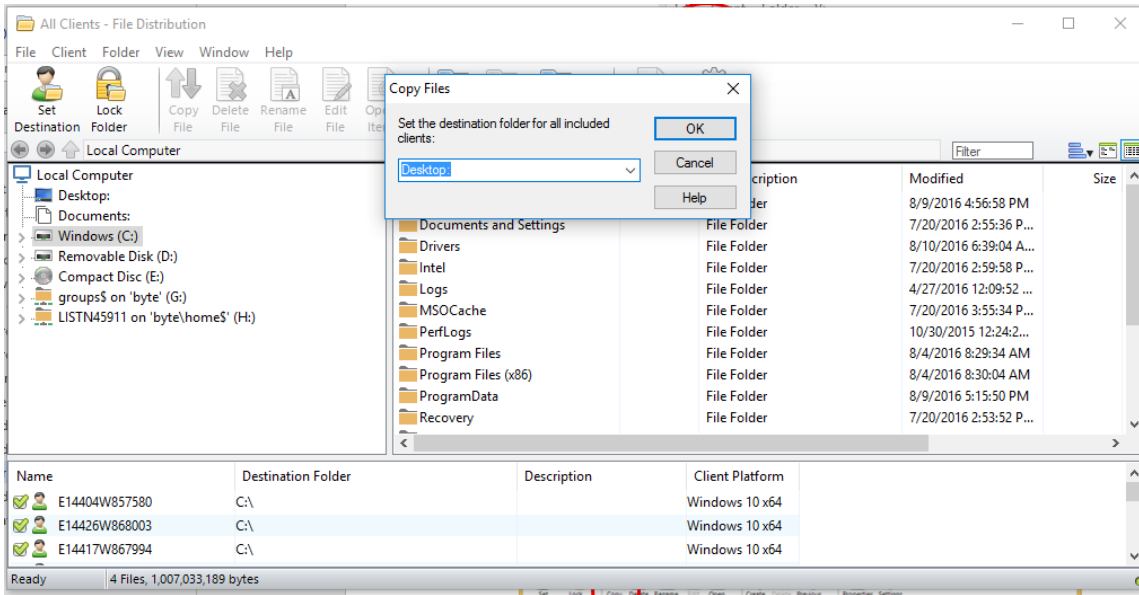 All Clients - File Distribution
File Client Folder View Window Help
Set Destination
Lock Folder
Copy File
Delete File
Rename File
Edit File
Local Computer
Filter
Copy Files
Set the destination folder for all included
clients:
Desktop:
OK
Cancel
Help
Local Computer
Desktop:
Documents:
Windows (C:)
Removable Disk (D:)
Compact Disc (E:)
groups$ on 'byte' (G:)
LISTN45911 on 'byte\home$' (H:)
Modified Size
8/9/2016 4:56:58 PM
Documents and Settings File Folder 7/20/2016 2:55:36 P...
Drivers File Folder 8/10/2016 6:39:04 A...
Intel File Folder 7/20/2016 2:59:58 P...
Logs File Folder 4/27/2016 12:09:52 ...
MSOCache File Folder 7/20/2016 3:55:34 P...
PerfLogs File Folder 10/30/2015 12:24:2...
Program Files File Folder 8/4/2016 8:29:34 AM
Program Files (x86) File Folder 8/4/2016 8:30:04 AM
ProgramData File Folder 8/9/2016 5:15:50 PM
Recovery File Folder 7/20/2016 2:53:52 P...
Name Destination Folder Description Client Platform
E14404W857580 C:\ Windows 10 x64
E14426W868003 C:\ Windows 10 x64
E14417W867994 C:\ Windows 10 x64
Ready 4 Files, 1,007,033,189 bytes